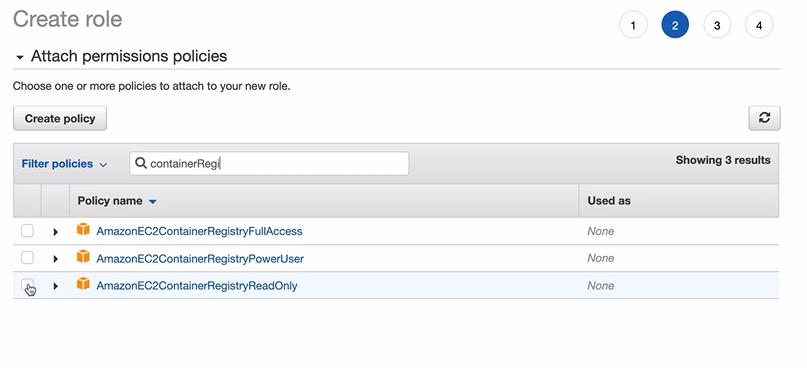 Create role
1 2 3 4
Attach permissions policies
Choose one or more policies to attach to your new role.
Create policy
Filter policies containerRegi Showing 3 results
Policy name Used as
AmazonEC2ContainerRegistryFullAccess None
AmazonEC2ContainerRegistryPowerUser None
AmazonEC2ContainerRegistryReadOnly None